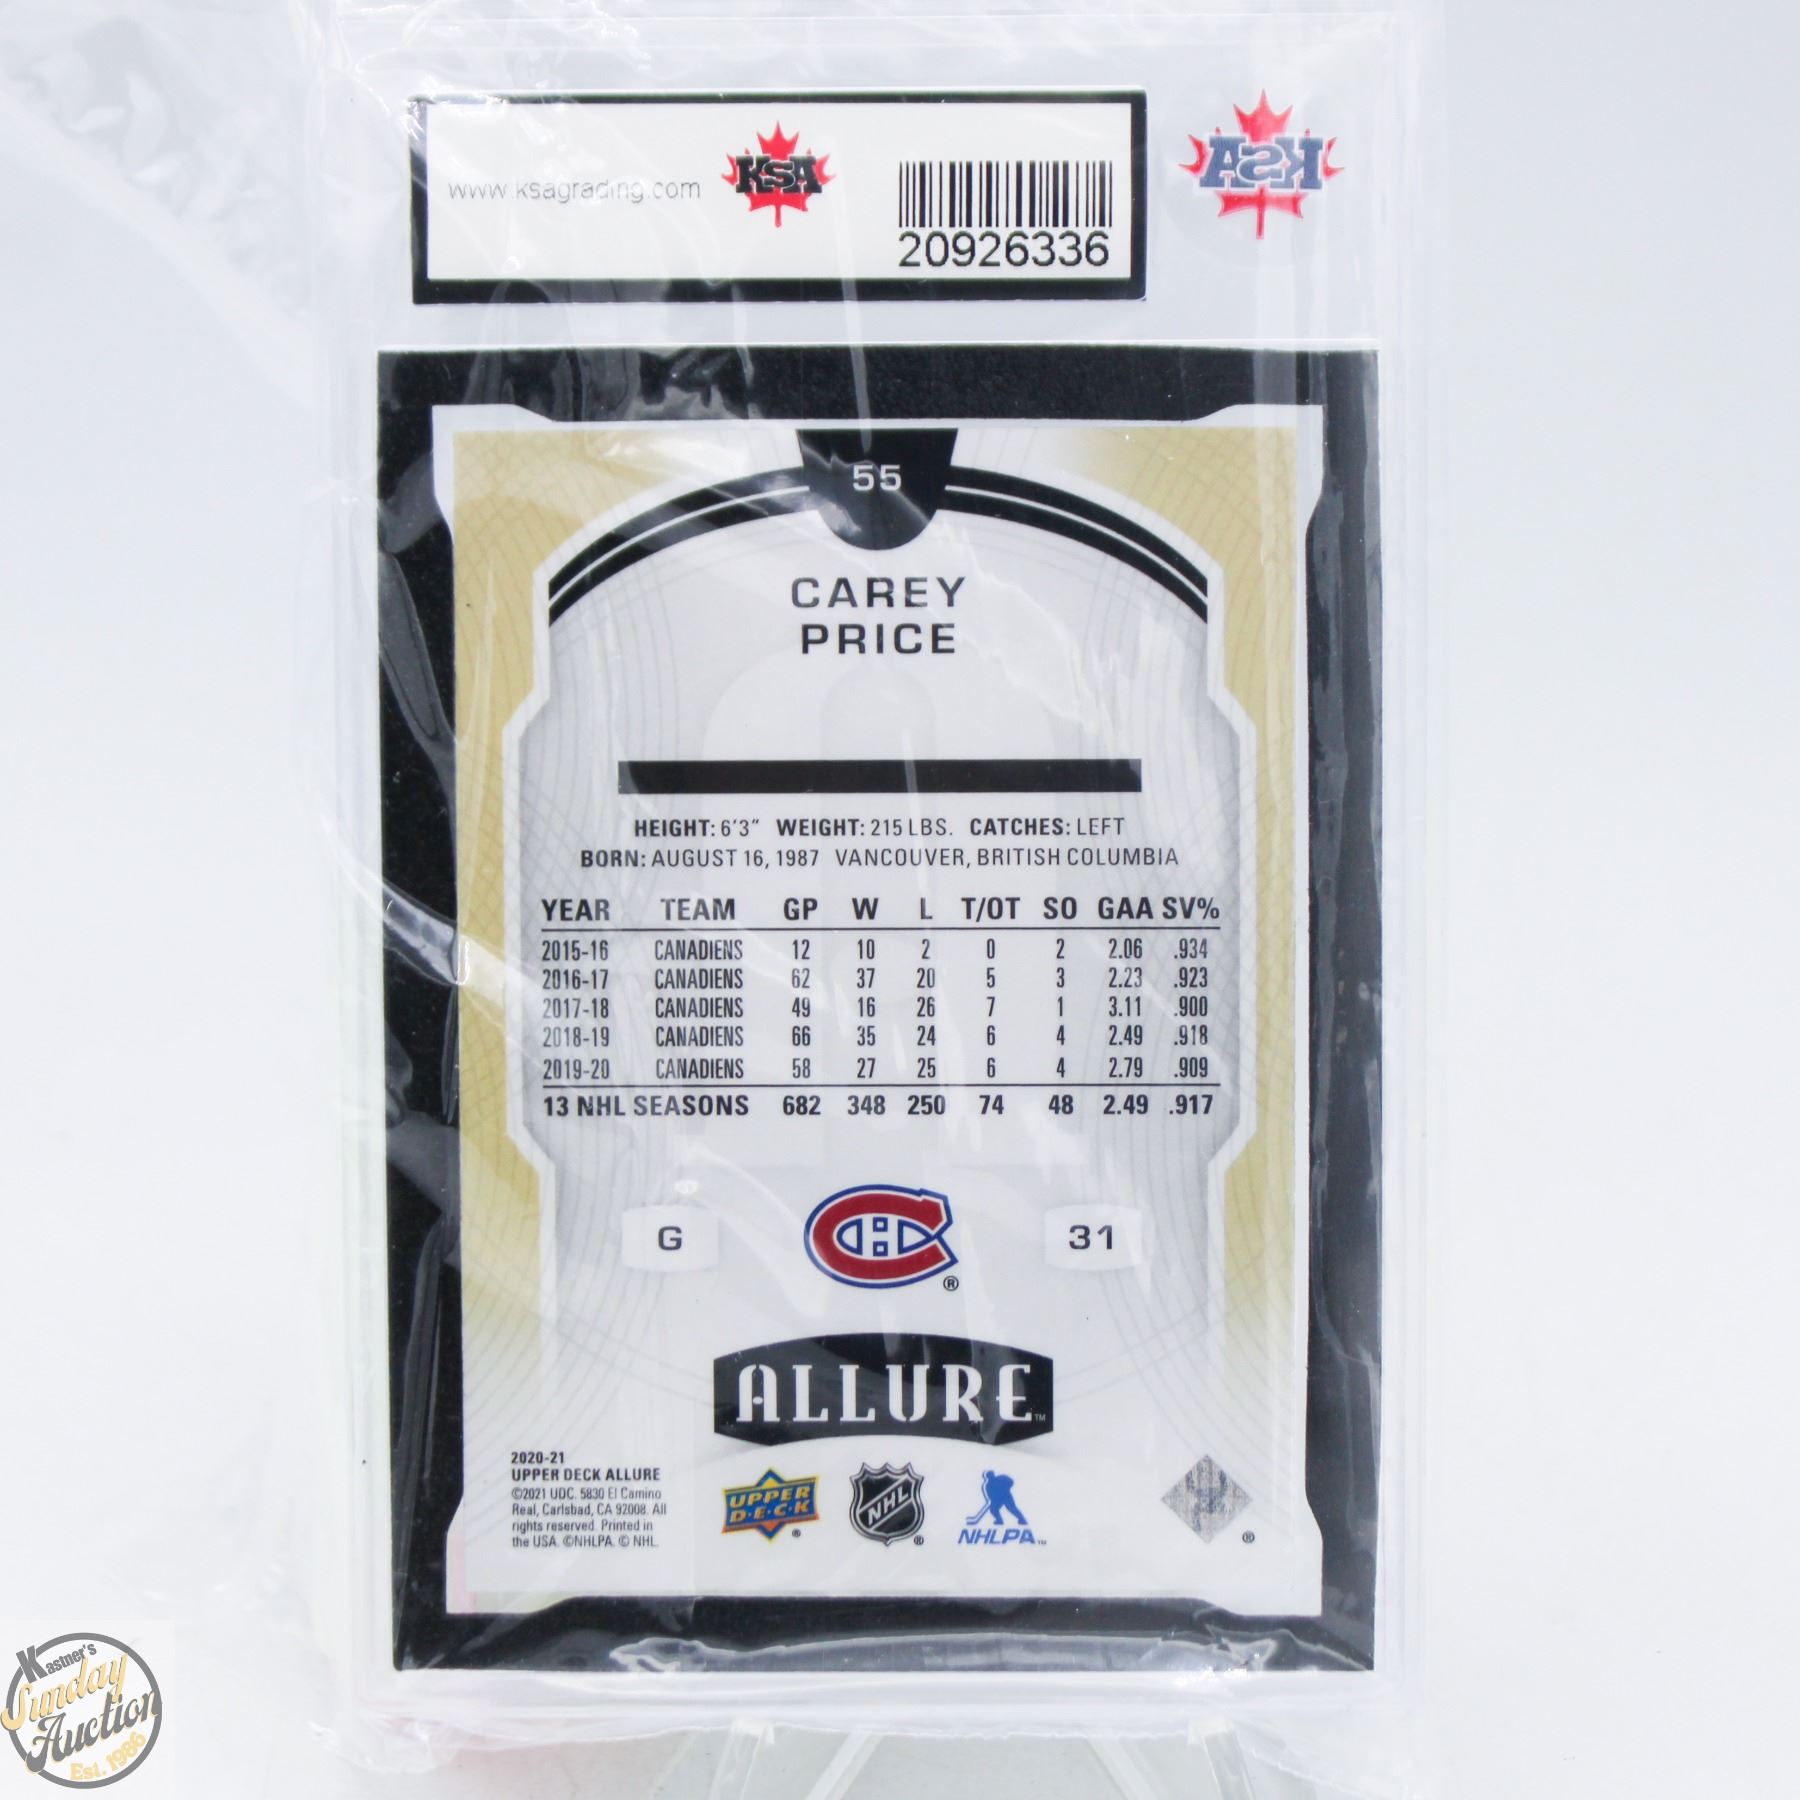 www.ksagrading.com
KSA
20926336
KSA
55
CAREY
PRICE
HEIGHT: 6'3" WEIGHT: 215 LBS. CATCHES: LEFT
BORN: AUGUST 16, 1987 VANCOUVER, BRITISH COLUMBIA
YEAR TEAM GP W L T/OT SO GAA SV%
2015-16 CANADIENS 12 10 2 0 2 2.06 .934
2016-17 CANADIENS 62 37 20 5 3 2.23 .923
2017-18 CANADIENS 49 16 26 7 1 3.11 .900
2018-19 CANADIENS 66 35 24 6 4 2.49 .918
2019-20 CANADIENS 58 27 25 6 4 2.79 .909
13 NHL SEASONS 682 348 250 74 48 2.49 .917
G
CH®
31
ALLURE™
2020-21
UPPER DECK ALLURE
©2021 UDC. 5830 El Camino
Real, Carlsbad, CA 92008. All
rights reserved. Printed in
the USA. ©NHLPA. © NHL.
UPPER
D·E·C·K®
NHL®
NHLPA™
®
Kastner's
Sunday
Auction
Est. 1986